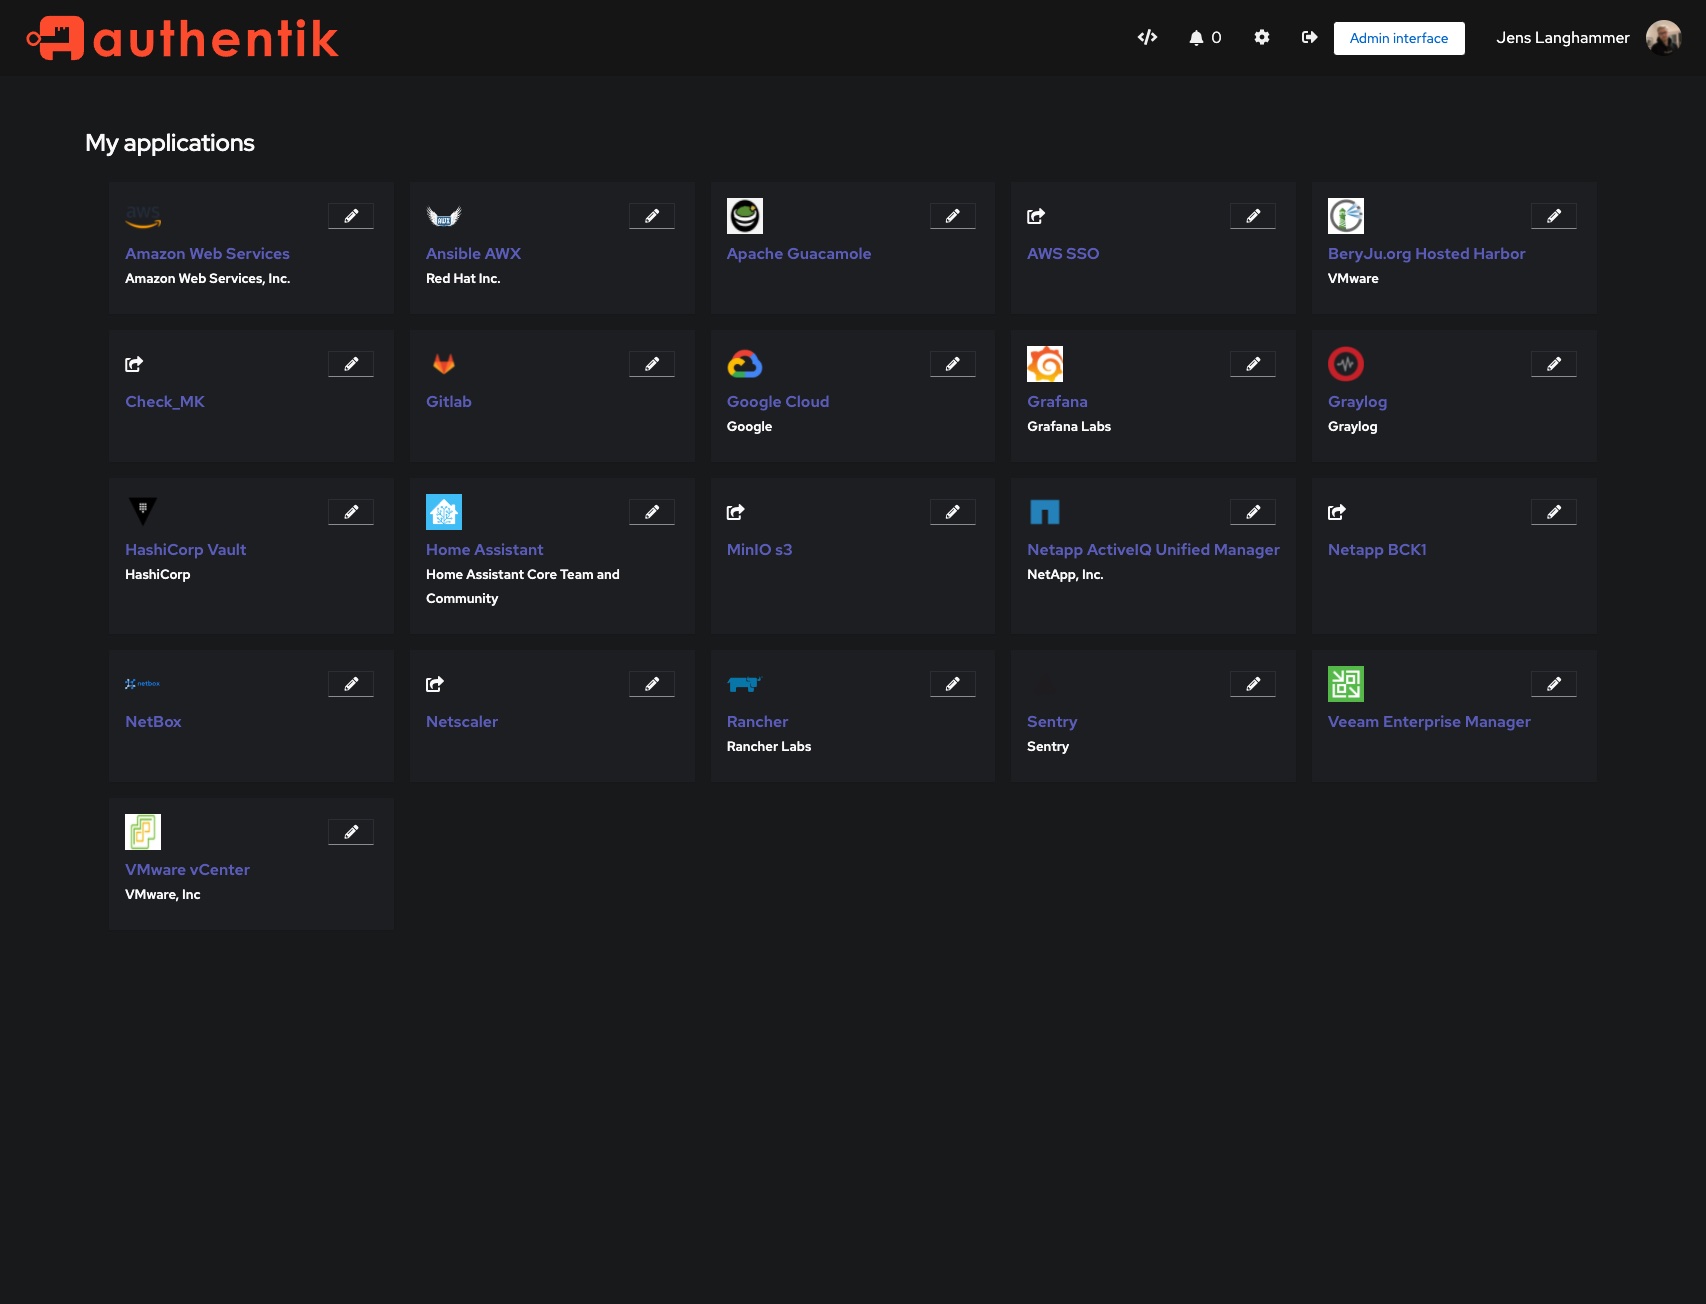 authentik
0
Admin interface
Jens Langhammer
My applications
aws
Amazon Web Services
Amazon Web Services, Inc.
AWX
Ansible AWX
Red Hat Inc.
Apache Guacamole
AWS SSO
BeryJu.org Hosted Harbor
VMware
Check_MK
Gitlab
Google Cloud
Google
Grafana
Grafana Labs
Graylog
Graylog
HashiCorp Vault
HashiCorp
Home Assistant
Home Assistant Core Team and
Community
MinIO s3
Netapp ActiveIQ Unified Manager
NetApp, Inc.
Netapp BCK1
netbox
NetBox
Netscaler
Rancher
Rancher Labs
Sentry
Sentry
Veeam Enterprise Manager
VMware vCenter
VMware, Inc